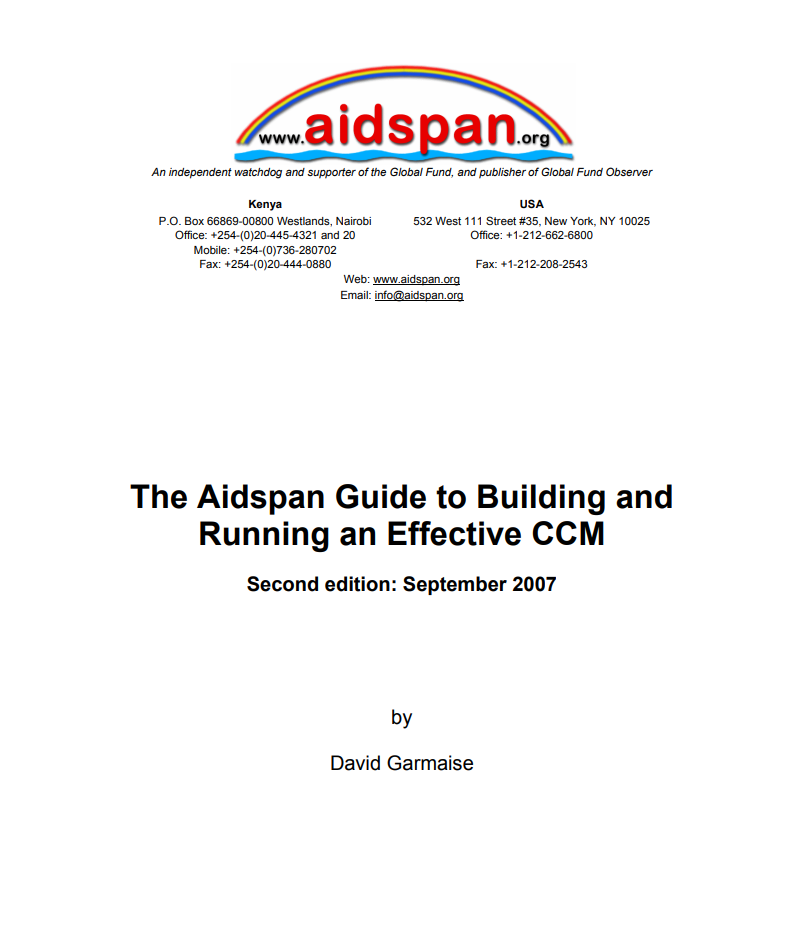 www.aidspan.org
An independent watchdog and supporter of the Global Fund, and publisher of Global Fund Observer
Kenya
P.O. Box 66869-00800 Westlands, Nairobi
Office: +254-(0)20-445-4321 and 20
Mobile: +254-(0)736-280702
Fax: +254-(0)20-444-0880
USA
532 West 111 Street #35, New York, NY 10025
Office: +1-212-662-6800
Fax: +1-212-208-2543
Web: www.aidspan.org
Email: info@aidspan.org
The Aidspan Guide to Building and
Running an Effective CCM
Second edition: September 2007
by
David Garmaise